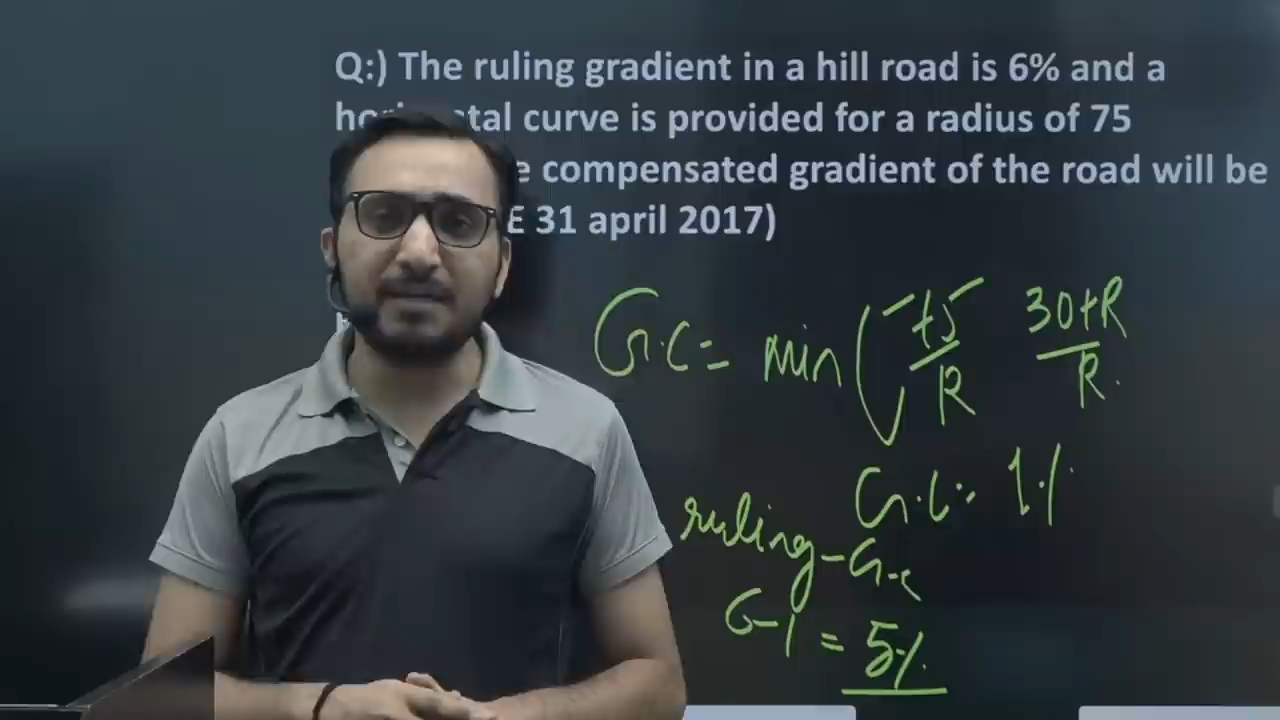 Q:) The ruling gradient in a hill road is 6% and a
curve is provided for a radius of 75
compensated gradient of the road will be
31 april 2017)
G.C = min ( 75/R 30+R/R.
G.C: 1%.
ruling - G.C
6-1 = 5%.